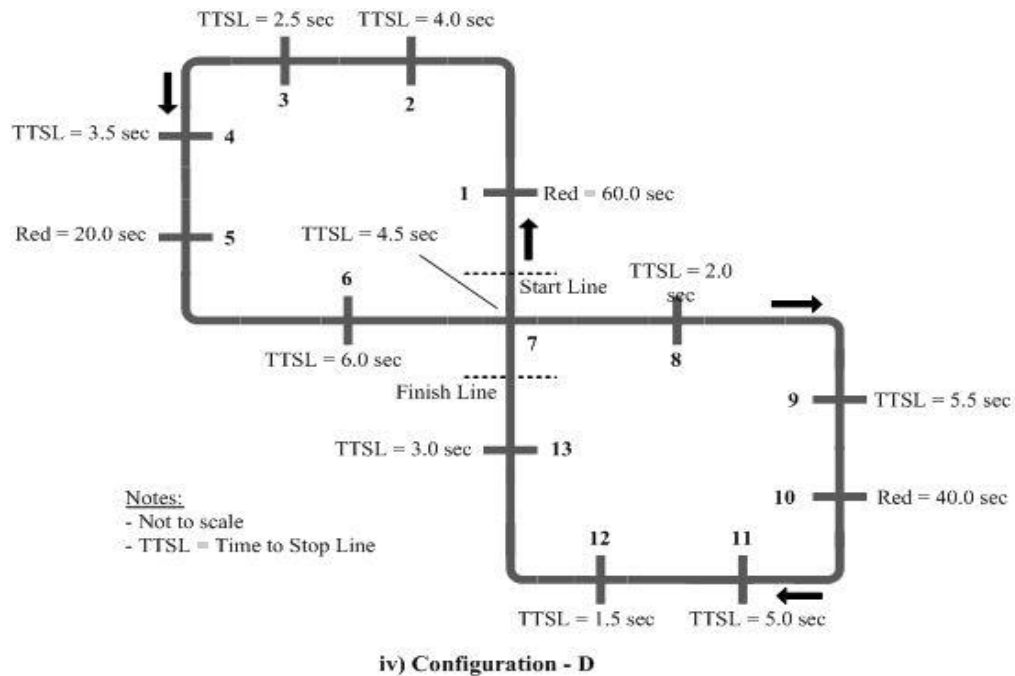 TTSL = 2.5 sec
TTSL = 4.0 sec
3
2
TTSL = 3.5 sec
4
1
Red = 60.0 sec
Red = 20.0 sec
5
TTSL = 4.5 sec
6
TTSL = 2.0
sec
Start Line
7
TTSL = 6.0 sec
8
Finish Line
9
TTSL = 5.5 sec
TTSL = 3.0 sec
13
Notes:
- Not to scale
- TTSL = Time to Stop Line
10
Red = 40.0 sec
12
11
TTSL = 1.5 sec
TTSL = 5.0 sec
iv) Configuration - D